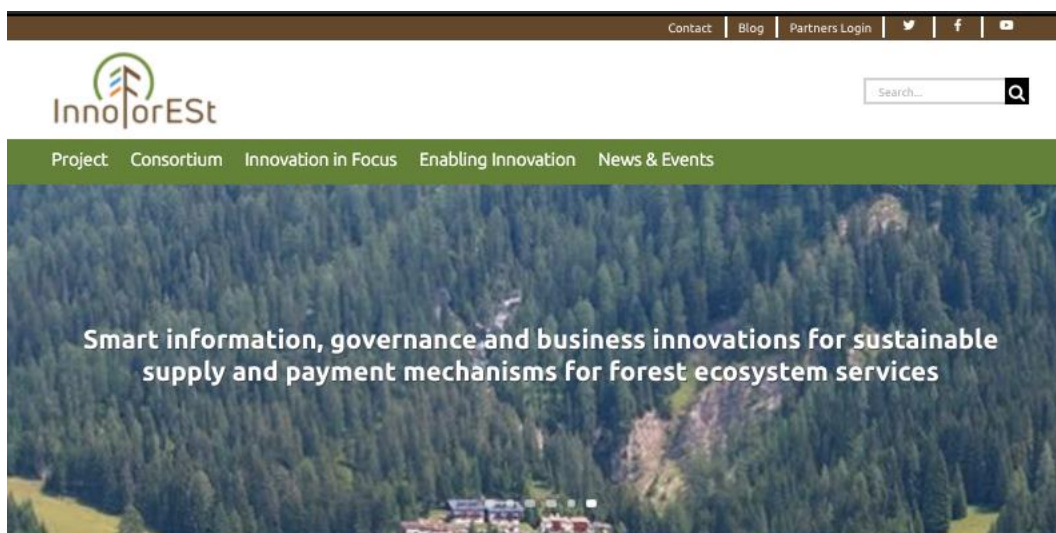 Contact Blog Partners Login
InnoforESt
Search...
Project Consortium Innovation in Focus Enabling Innovation News & Events
Smart information, governance and business innovations for sustainable
supply and payment mechanisms for forest ecosystem services